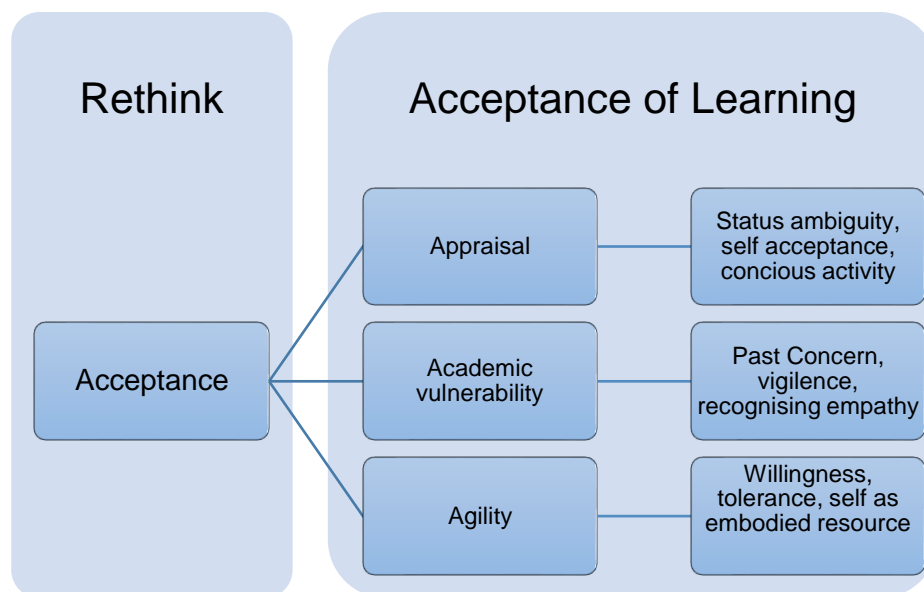 Rethink
Acceptance of Learning
Acceptance
Appraisal
Status ambiguity,
self acceptance,
concious activity
Academic
vulnerability
Past Concern,
vigilence,
recognising empathy
Agility
Willingness,
tolerance, self as
embodied resource